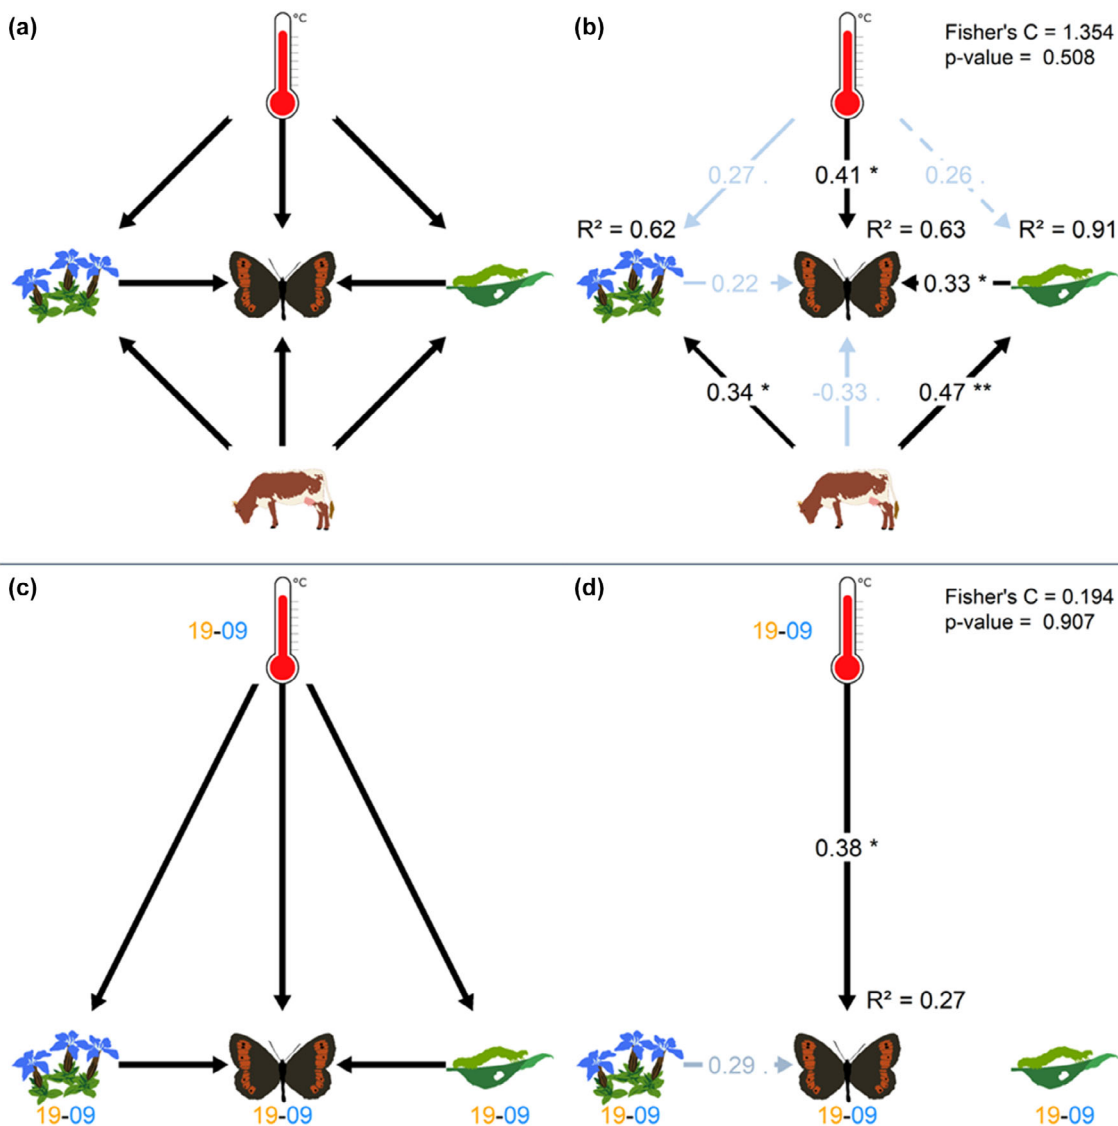 (a)
°C
(b)
°C
Fisher's C = 1.354
p-value = 0.508
0.27 .
0.41 *
0.26 .
R² = 0.62
R² = 0.63
R² = 0.91
0.22
0.33 *
0.34 *
-0.33 .
0.47 **
(c)
°C
19-09
19-09 19-09 19-09
(d)
°C
Fisher's C = 0.194
p-value = 0.907
19-09
0.38 *
R² = 0.27
0.29 .
19-09 19-09 19-09